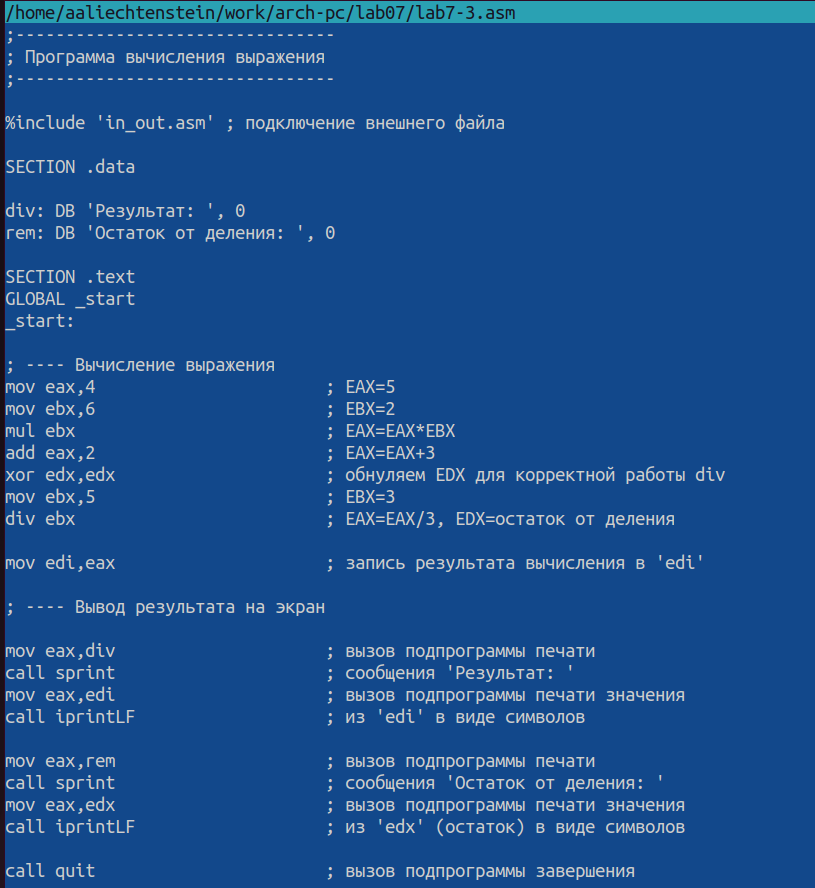 /home/aaliechtenstein/work/arch-pc/lab07/lab7-3.asm
;--------------------------------
; Программа вычисления выражения
;--------------------------------
%include 'in_out.asm' ; подключение внешнего файла
SECTION .data
div: DB 'Результат: ', 0
rem: DB 'Остаток от деления: ', 0
SECTION .text
GLOBAL _start
_start:
; ---- Вычисление выражения
mov eax,4 ; EAX=5
mov ebx,6 ; EBX=2
mul ebx ; EAX=EAX*EBX
add eax,2 ; EAX=EAX+3
xor edx,edx ; обнуляем EDX для корректной работы div
mov ebx,5 ; EBX=3
div ebx ; EAX=EAX/3, EDX=остаток от деления
mov edi,eax ; запись результата вычисления в 'edi'
; ---- Вывод результата на экран
mov eax,div ; вызов подпрограммы печати
call sprint ; сообщения 'Результат: '
mov eax,edi ; вызов подпрограммы печати значения
call iprintLF ; из 'edi' в виде символов
mov eax,rem ; вызов подпрограммы печати
call sprint ; сообщения 'Остаток от деления: '
mov eax,edx ; вызов подпрограммы печати значения
call iprintLF ; из 'edx' (остаток) в виде символов
call quit ; вызов подпрограммы завершения